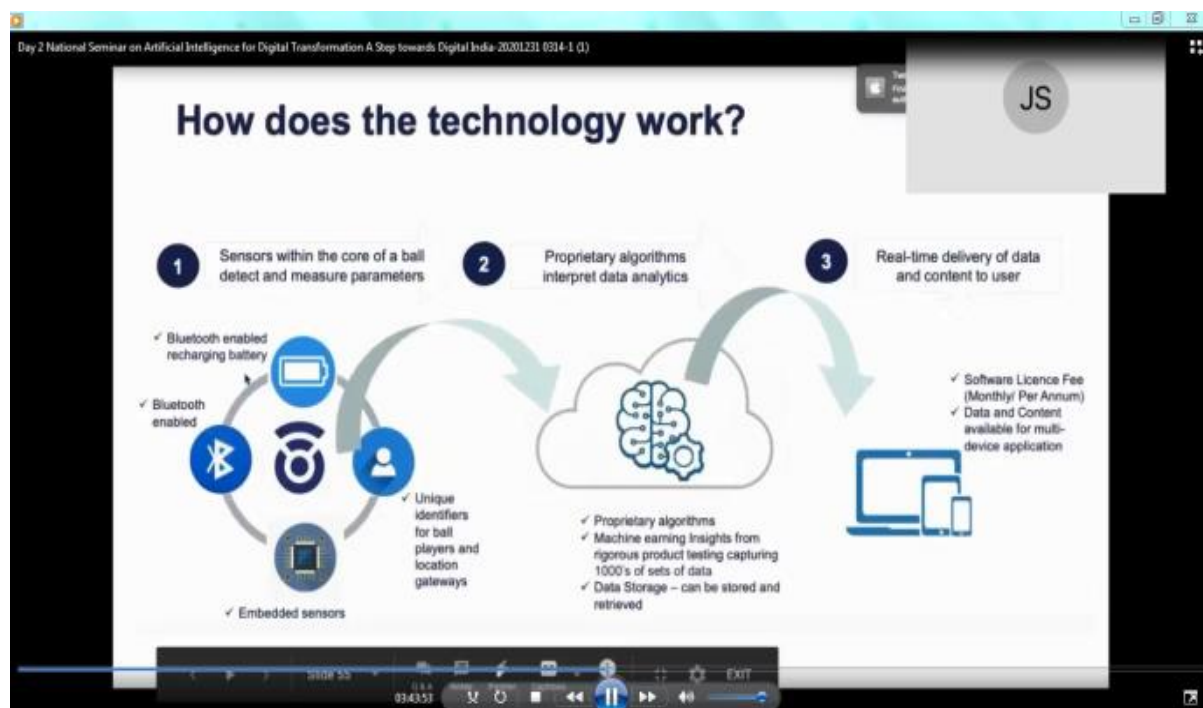 Day 2 National Seminar on Artificial Intelligence for Digital Transformation A Step towards Digital India-20201231 0314-1 (1)
JS
How does the technology work?
1
Sensors within the core of a ball
detect and measure parameters
2
Proprietary algorithms
interpret data analytics
3
Real-time delivery of data
and content to user
✓ Bluetooth enabled
recharging battery
✓ Bluetooth
enabled
✓ Unique
identifiers
for ball
players and
location
gateways
✓ Embedded sensors
✓ Proprietary algorithms
✓ Machine earning Insights from
rigorous product testing capturing
1000's of sets of data
✓ Data Storage – can be stored and
retrieved
✓ Software Licence Fee
(Monthly/ Per Annum)
✓ Data and Content
available for multi-
device application
Slide 55
EXIT
03:43:53